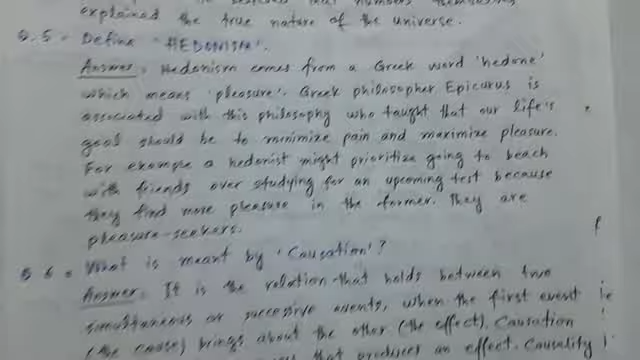 explained the true nature of the universe.
Q.5 = Define 'HEDONISM'.
Answer: Hedonism comes from a Greek word 'hedone'
which means 'pleasure'. Greek philosopher Epicurus is
associated with this philosophy who taught that our life's
goal should be to minimize pain and maximize pleasure.
For example a hedonist might prioritize going to beach
with friends over studying for an upcoming test because
they find more pleasure in the former. They are
pleasure-seekers.
Q 6 = What is meant by 'Causation'?
Answer: It is the relation that holds between two
simultaneous or successive events, when the first event ie
(the cause) brings about the other (the effect). Causation
that produces an effect. Causality